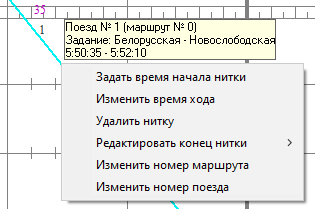 35
1
Поезд № 1 (маршрут № 0)
Задание: Белорусская - Новослободская
5:50:35 - 5:52:10
Задать время начала нитки
Изменить время хода
Удалить нитку
Редактировать конец нитки
Изменить номер маршрута
Изменить номер поезда